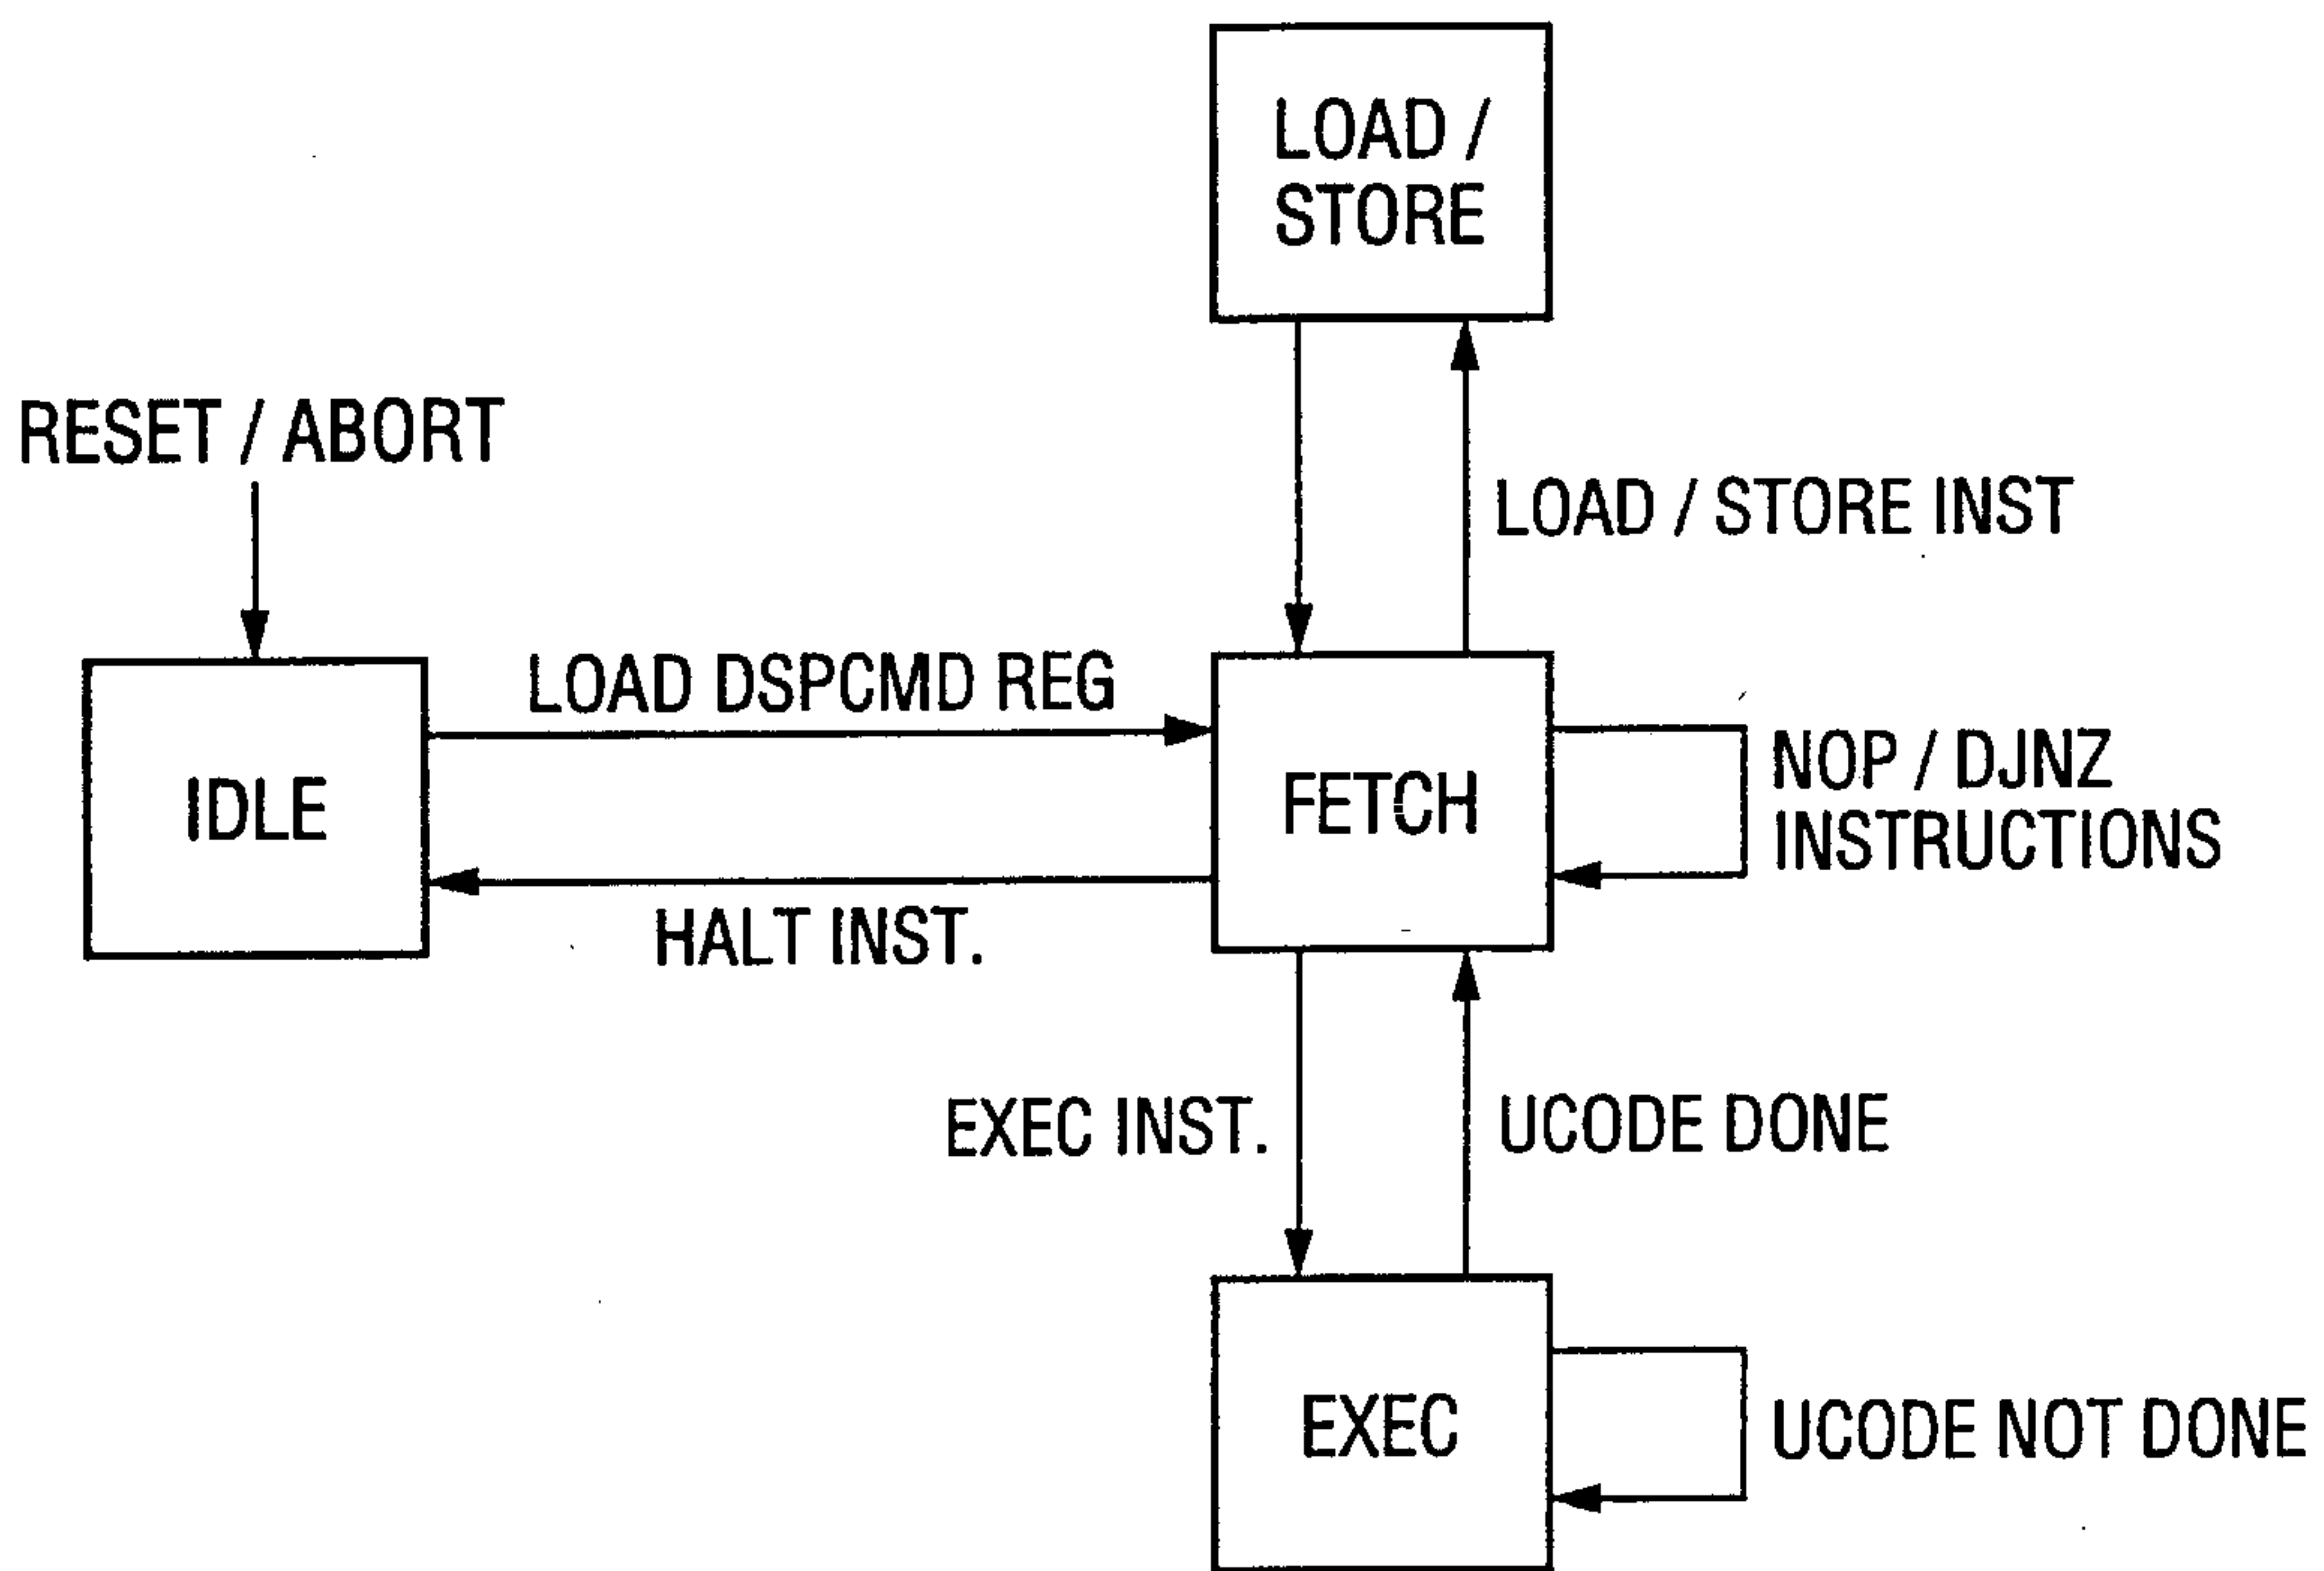 LOAD /
STORE
RESET / ABORT
LOAD / STORE INST
LOAD DSPCMD REG
IDLE
FETCH
NOP / DJNZ
INSTRUCTIONS
HALT INST.
EXEC INST.
UCODE DONE
EXEC
UCODE NOT DONE